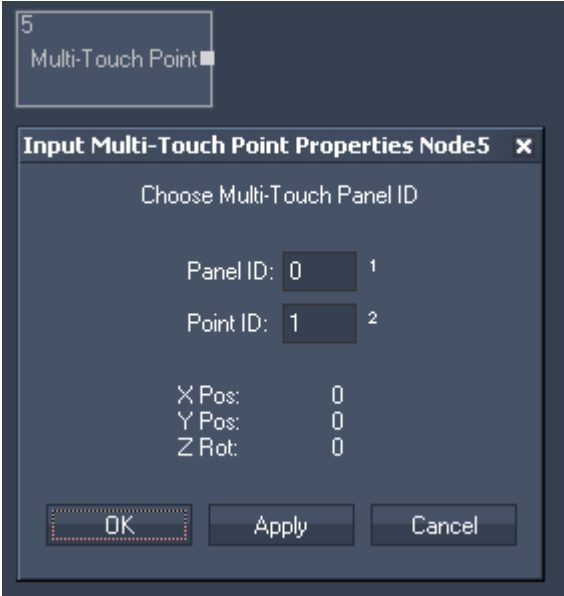 5
Multi-Touch Point
Input Multi-Touch Point Properties Node5 x
Choose Multi-Touch Panel ID
Panel ID: 0 1
Point ID: 1 2
X Pos: 0
Y Pos: 0
Z Rot: 0
OK Apply Cancel